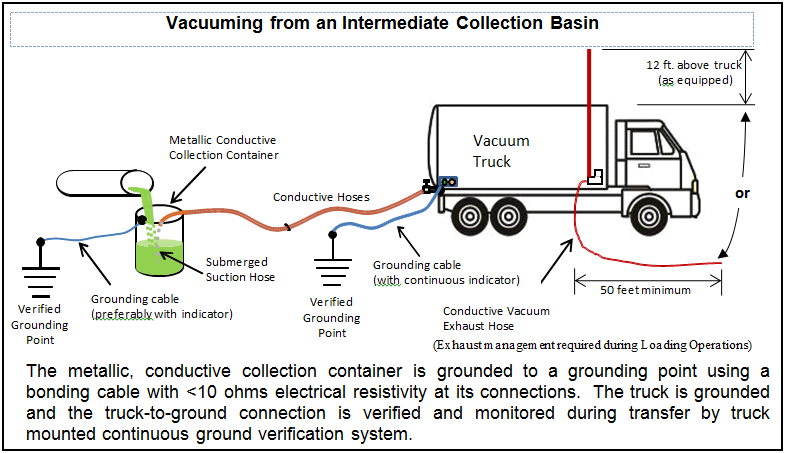 Vacuuming from an Intermediate Collection Basin
12 ft. above truck
(as equipped)
Metallic Conductive
Collection Container
Vacuum
Truck
Conductive Hoses
or
Submerged
Suction Hose
Grounding cable
(with continuous indicator)
50 feet minimum
Grounding cable
(preferably with indicator)
Verified
Grounding
Point
Verified
Grounding
Point
Conductive Vacuum
Exhaust Hose
(Exhaust management required during Loading Operations)
The metallic, conductive collection container is grounded to a grounding point using a
bonding cable with <10 ohms electrical resistivity at its connections.  The truck is grounded
and the truck-to-ground connection is verified and monitored during transfer by truck
mounted continuous ground verification system.